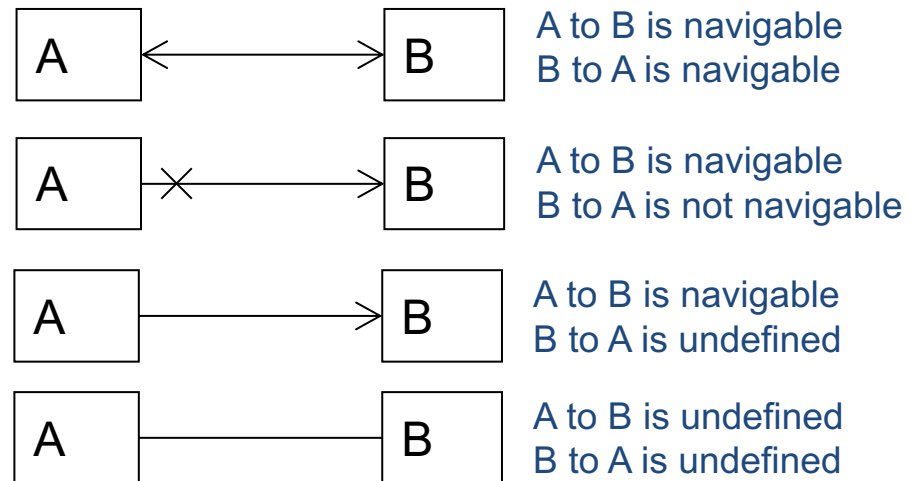 A
B
A to B is navigable
B to A is navigable
A
B
A to B is navigable
B to A is not navigable
A
B
A to B is navigable
B to A is undefined
A
B
A to B is undefined
B to A is undefined